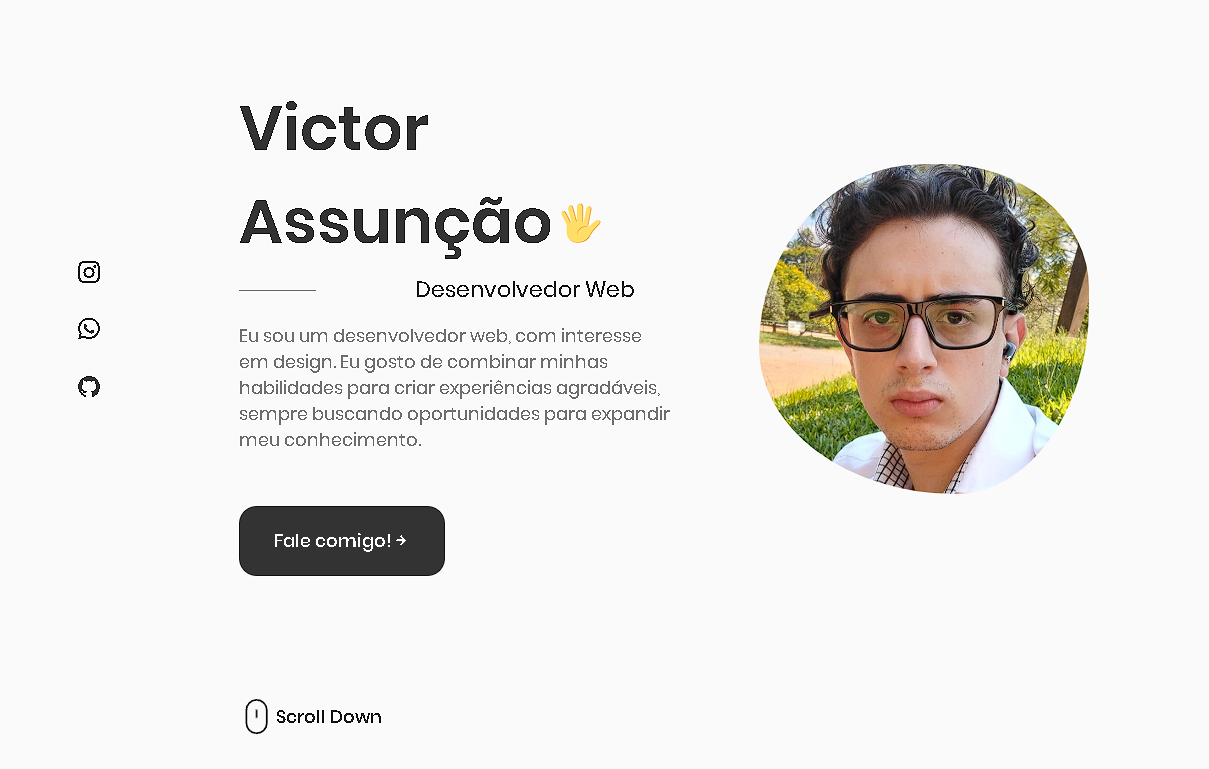 Victor
Assunção🖐️
Desenvolvedor Web
Eu sou um desenvolvedor web, com interesse
em design. Eu gosto de combinar minhas
habilidades para criar experiências agradáveis,
sempre buscando oportunidades para expandir
meu conhecimento.
Fale comigo! →
Scroll Down